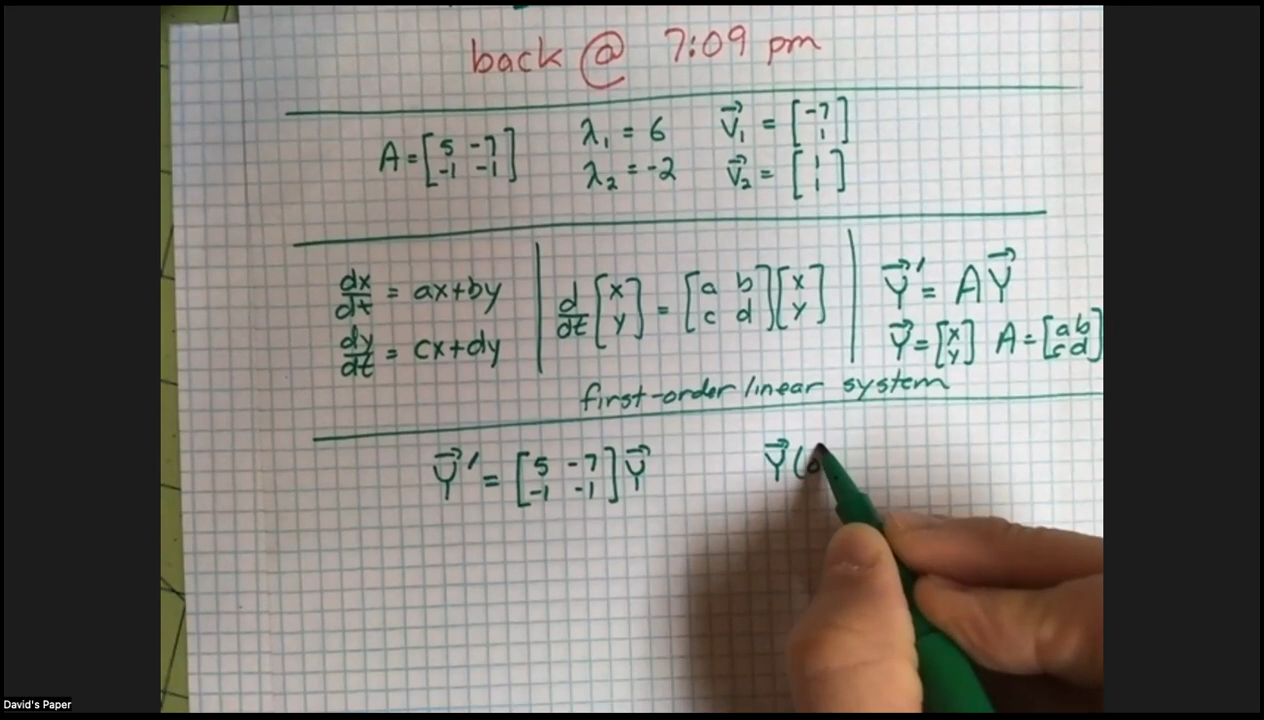 back @ 7:09 pm
A = [5 -7; -1 -1] λ₁ = 6 V⃗₁ = [-7; 1]
λ₂ = -2 V⃗₂ = [1; 1]
dx/dt = ax+by | d/dt [x; y] = [a b; c d][x; y] | Y⃗' = AY⃗
dy/dt = cx+dy Y⃗ = [x; y] A = [a b; c d]
first-order linear system
Y⃗' = [5 -7; -1 -1] Y⃗ Y⃗(0
David's Paper